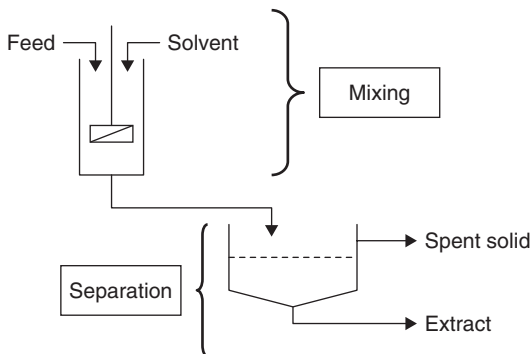 Feed
Solvent
Mixing
Separation
Spent solid
Extract